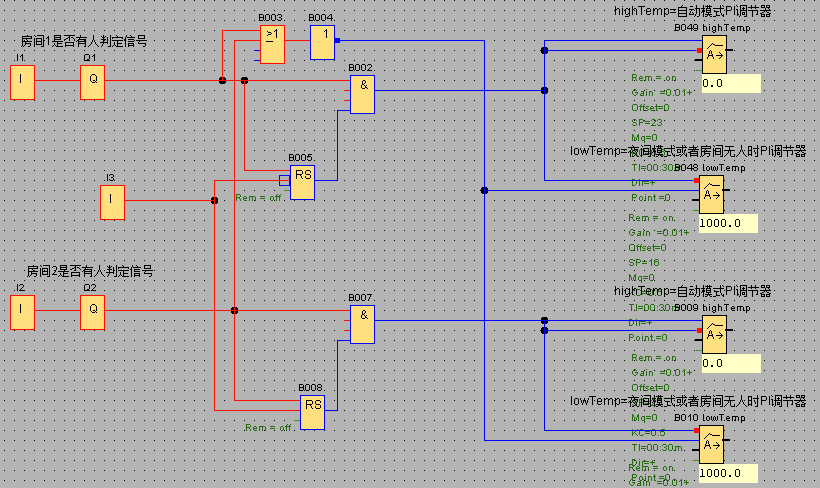 highTemp=自动模式PI调节器
B003
B004
B049 highTemp
房间1是否有人判定信号
>1
1
I1
Q1
A→
I
Q
B002
&
Rem = on
0.0
Gain =0.01+
Offset=0
SP=23
Mq=0
lowTemp=夜间模式或者房间无人时PI调节器
B005
RS
TI=00:30m
B048 lowTemp
I3
Dir=+
A→
I
Rem = off
Point =0
Rem = on
1000.0
Gain =0.01+
Offset=0
SP=16
房间2是否有人判定信号
Mq=0
I2
Q2
highTemp=自动模式PI调节器
B007
TI=00:30m
B009 highTemp
I
Q
&
Dir=+
A→
Point =0
Rem = on
0.0
Gain =0.01+
B008
Offset=0
lowTemp=夜间模式或者房间无人时PI调节器
RS
Mq=0
B010 lowTemp
Rem = off
KC=0.5
A→
TI=00:30m
Dir=+
Rem = on
1000.0
Point =0
Gain =0.01+